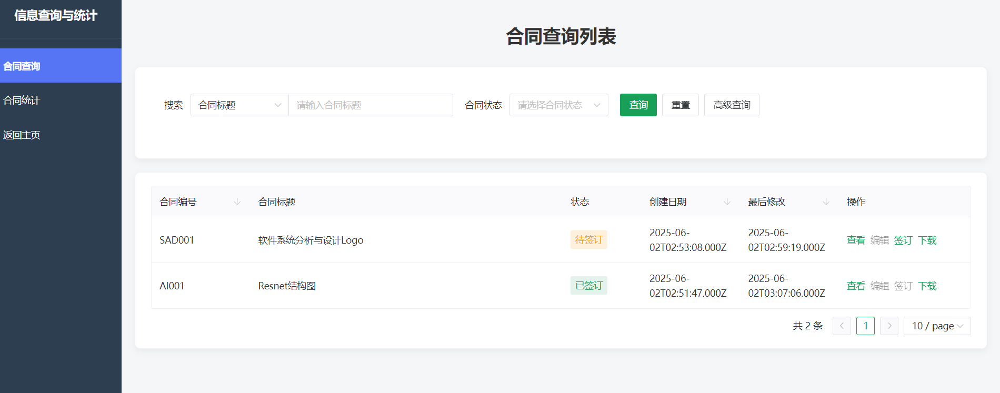 信息查询与统计
合同查询
合同统计
返回主页
合同查询列表
搜索 合同标题 请输入合同标题 合同状态 请选择合同状态 查询 重置 高级查询
合同编号 合同标题 状态 创建日期 最后修改 操作
SAD001 软件系统分析与设计Logo 待签订 2025-06-02T02:53:08.000Z 2025-06-02T02:59:19.000Z 查看 编辑 签订 下载
AI001 Resnet结构图 已签订 2025-06-02T02:51:47.000Z 2025-06-02T03:07:06.000Z 查看 编辑 签订 下载
共 2 条 1 10 / page